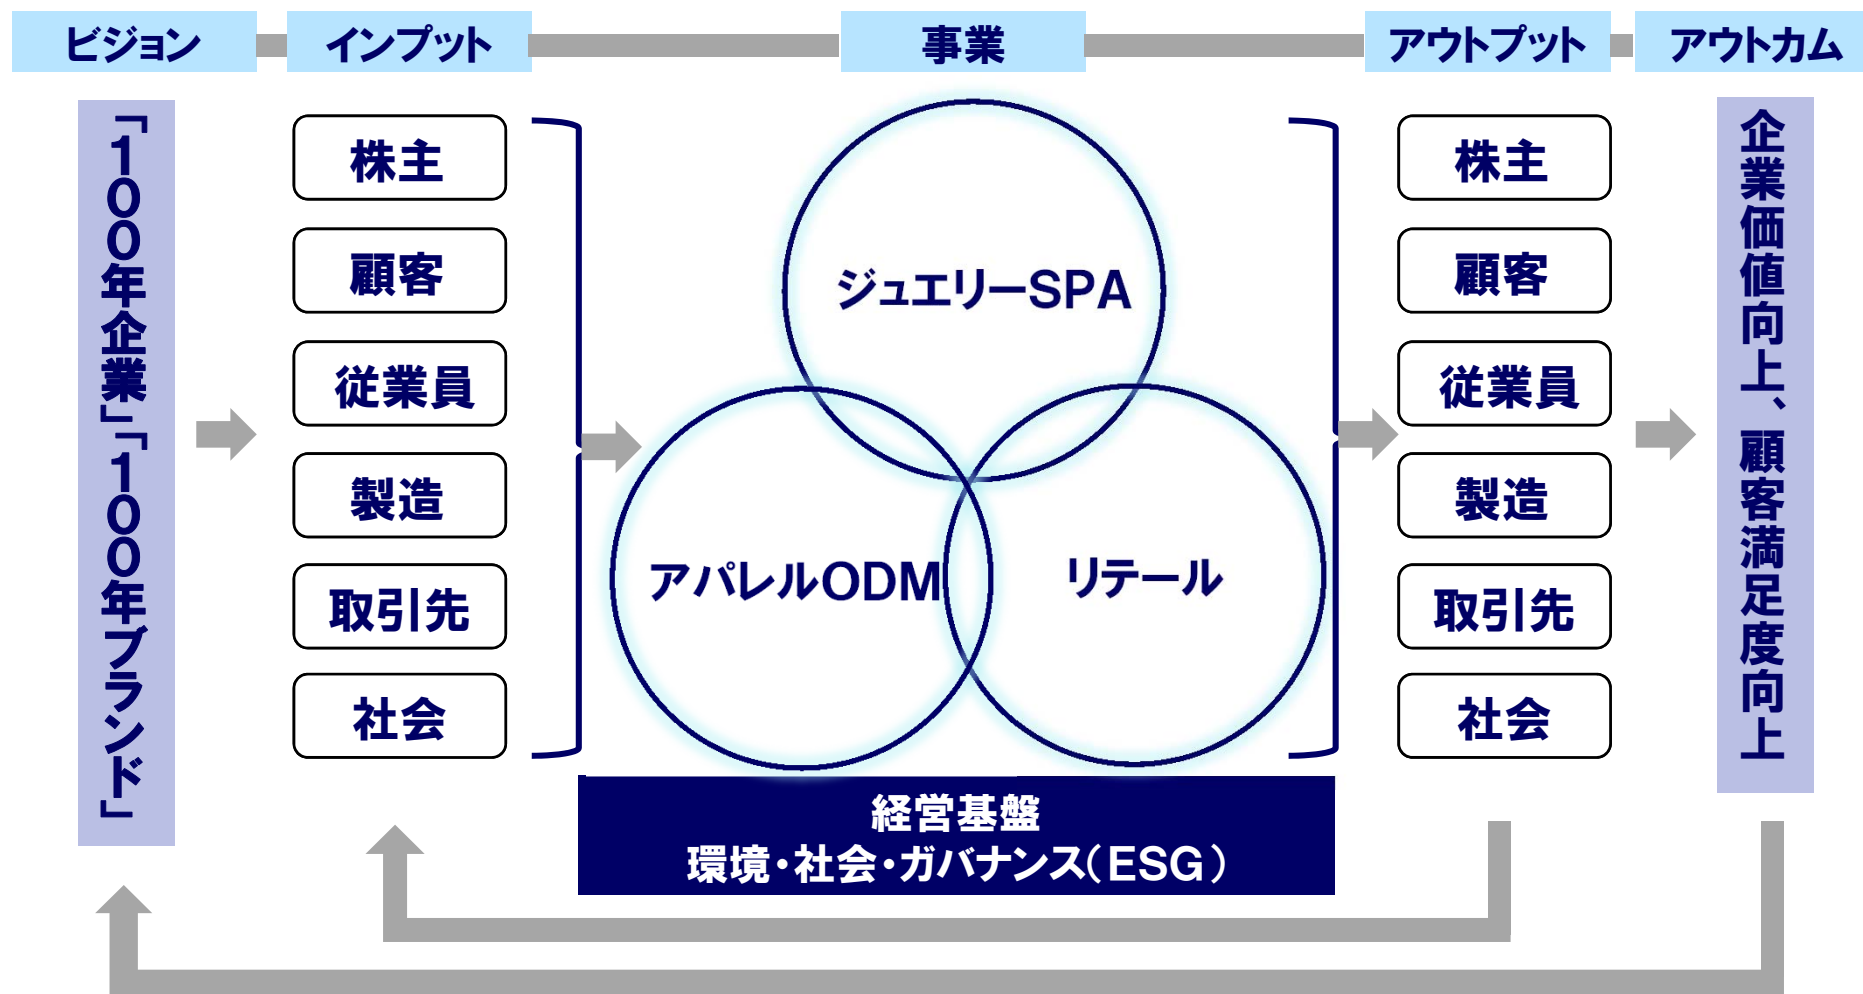 ビジョン
インプット
事業
アウトプット
アウトカム
「100年企業」「100年ブランド」
株主
顧客
従業員
製造
取引先
社会
ジュエリーSPA
アパレルODM
リテール
経営基盤
環境・社会・ガバナンス(ESG)
株主
顧客
従業員
製造
取引先
社会
企業価値向上、顧客満足度向上